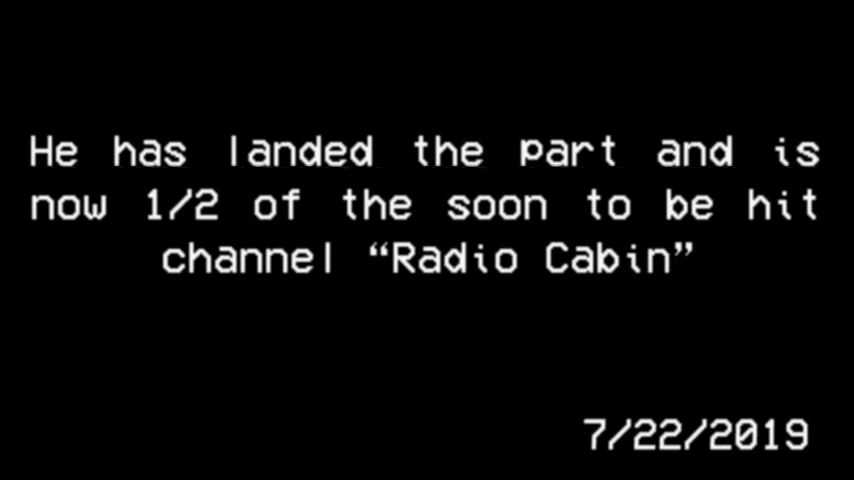 He has landed the part and is
now 1/2 of the soon to be hit
channel “Radio Cabin”
7/22/2019